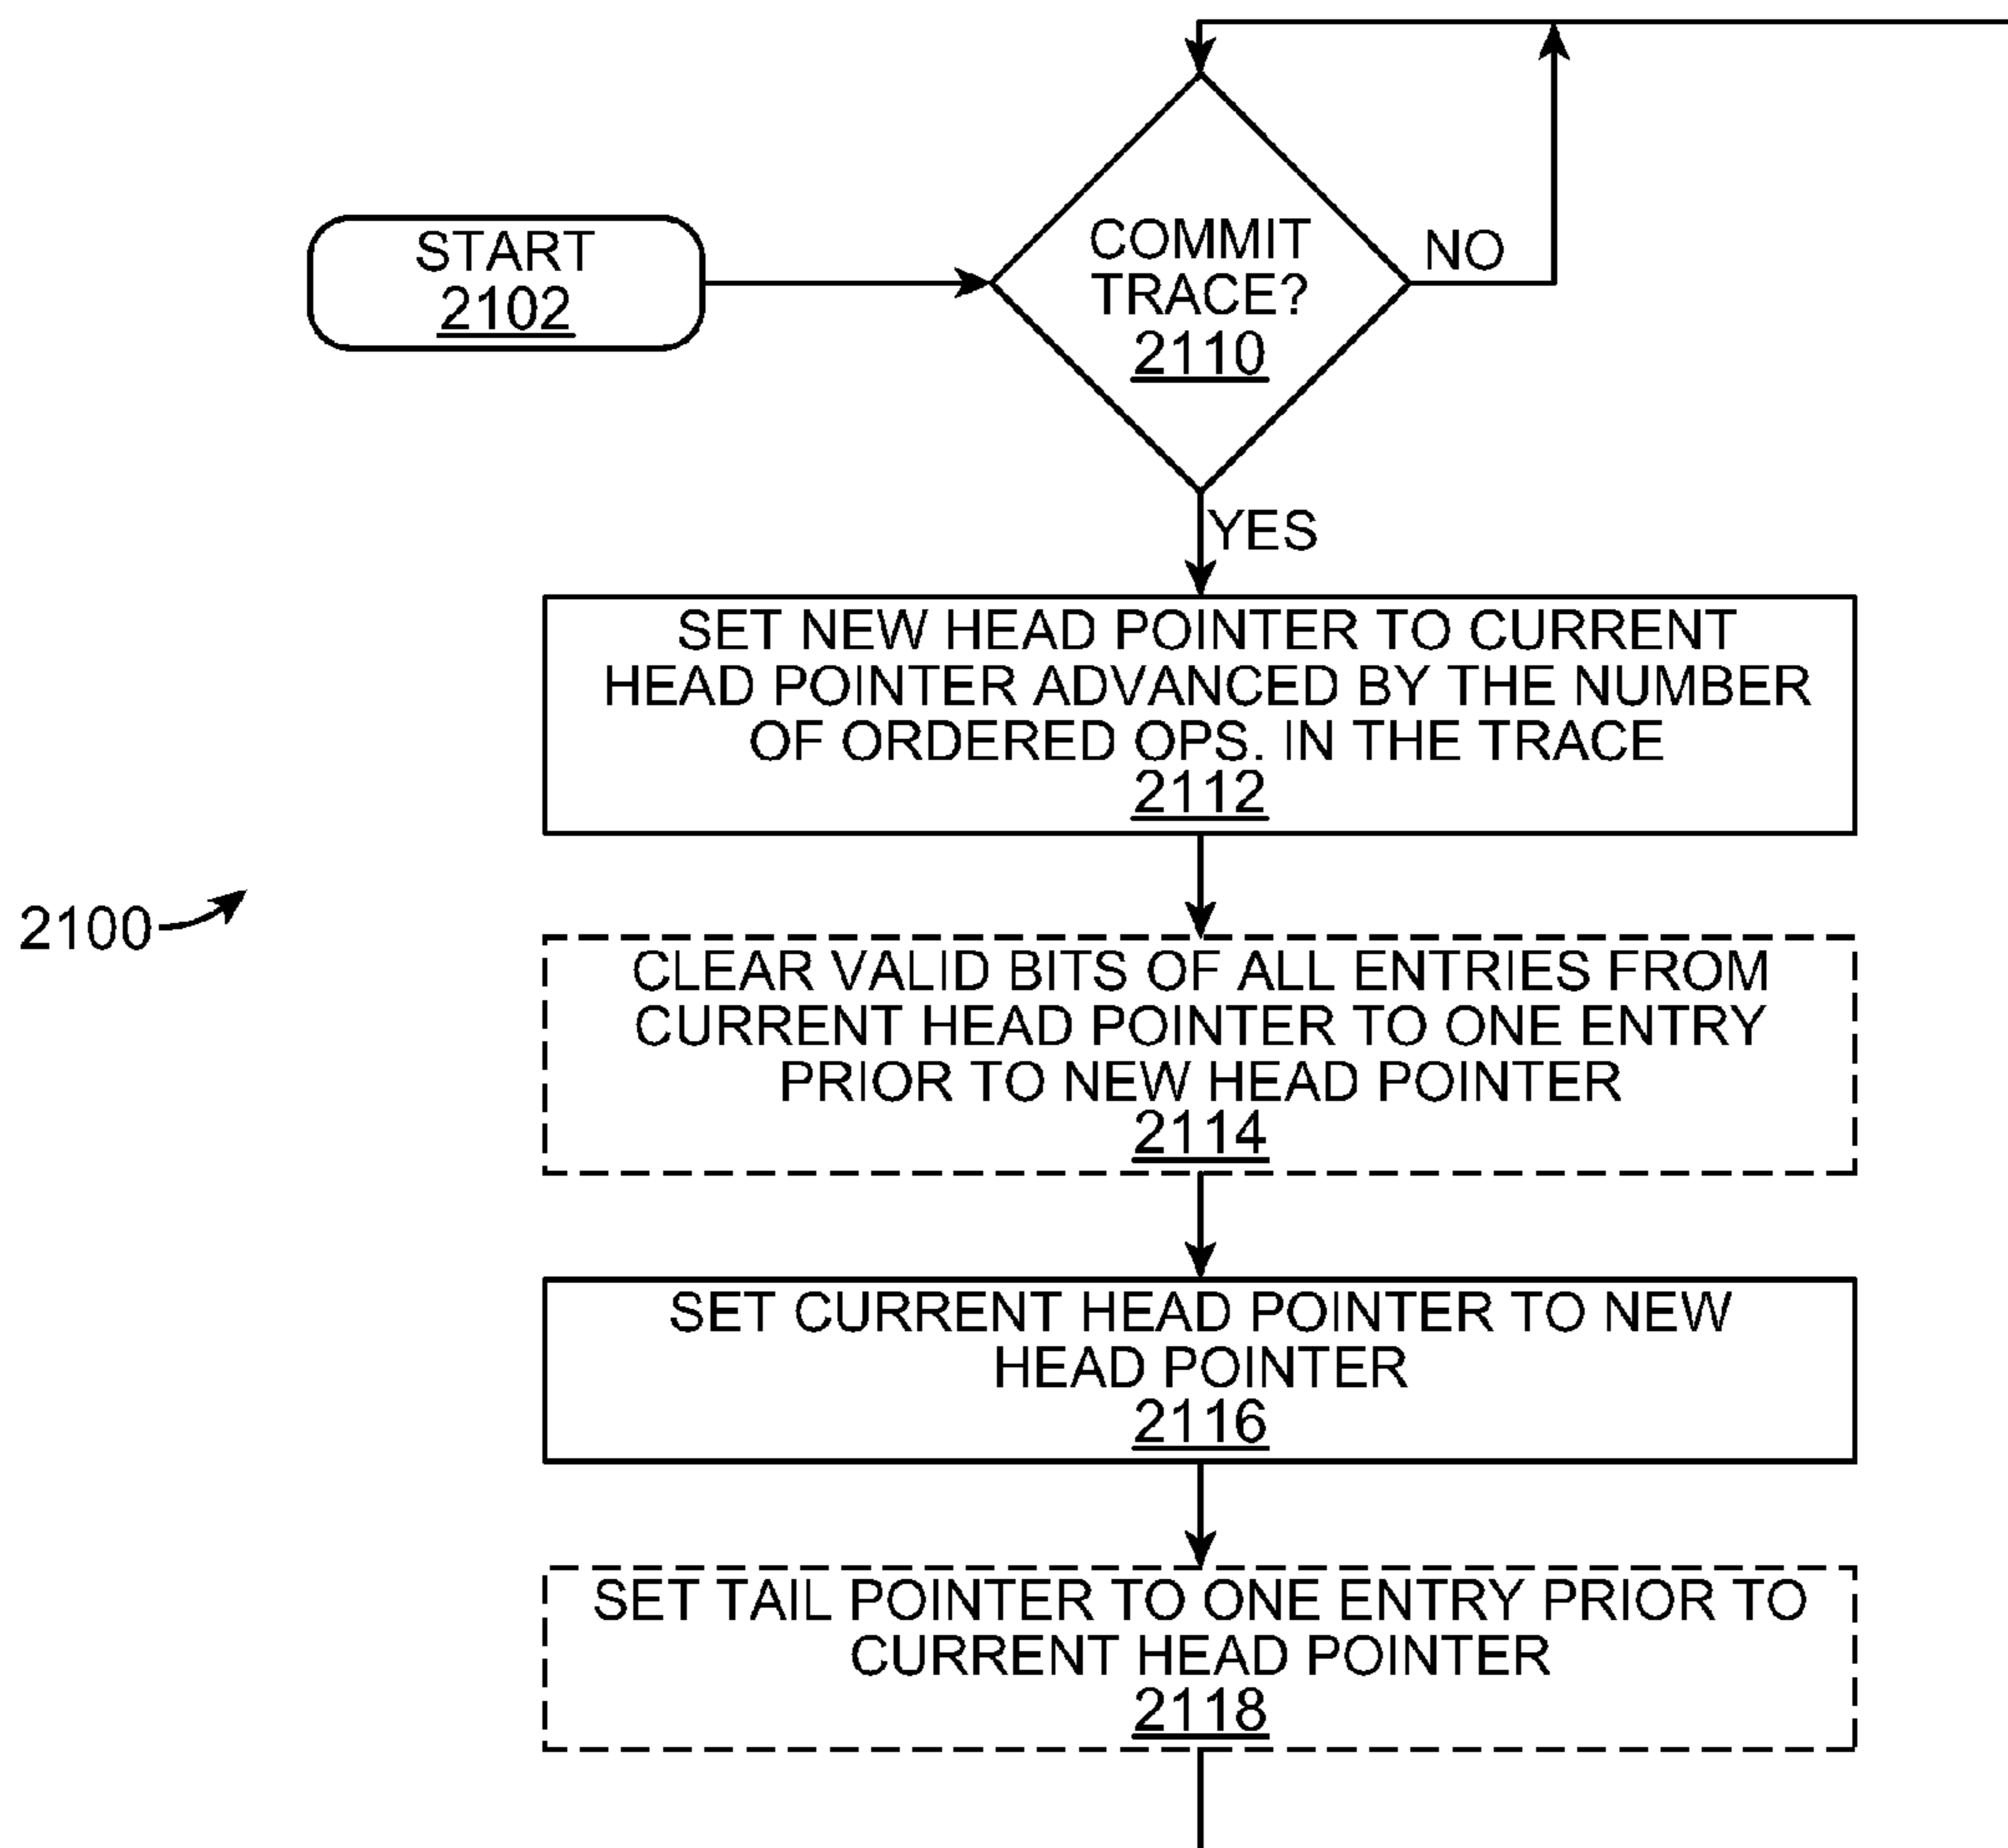 START
2102
COMMIT
TRACE?
2110
NO
YES
SET NEW HEAD POINTER TO CURRENT
HEAD POINTER ADVANCED BY THE NUMBER
OF ORDERED OPS. IN THE TRACE
2112
2100
CLEAR VALID BITS OF ALL ENTRIES FROM
CURRENT HEAD POINTER TO ONE ENTRY
PRIOR TO NEW HEAD POINTER
2114
SET CURRENT HEAD POINTER TO NEW
HEAD POINTER
2116
SET TAIL POINTER TO ONE ENTRY PRIOR TO
CURRENT HEAD POINTER
2118